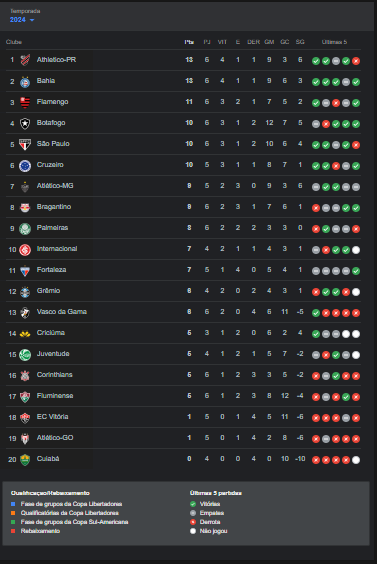 Temporada
2024
Clube Pts PJ VIT E DER GM GC SG Últimas 5
1 Athletico-PR 13 6 4 1 1 9 3 6
2 Bahia 13 6 4 1 1 9 6 3
3 Flamengo 11 6 3 2 1 7 5 2
4 Botafogo 10 6 3 1 2 12 7 5
5 São Paulo 10 6 3 1 2 10 6 4
6 Cruzeiro 10 5 3 1 1 8 7 1
7 Atlético-MG 9 5 2 3 0 9 3 6
8 Bragantino 9 6 2 3 1 7 6 1
9 Palmeiras 8 6 2 2 2 3 3 0
10 Internacional 7 4 2 1 1 4 3 1
11 Fortaleza 7 5 1 4 0 5 4 1
12 Grêmio 6 4 2 0 2 4 3 1
13 Vasco da Gama 6 6 2 0 4 6 11 -5
14 Criciúma 5 3 1 2 0 6 2 4
15 Juventude 5 4 1 2 1 5 7 -2
16 Corinthians 5 6 1 2 3 3 5 -2
17 Fluminense 5 6 1 2 3 8 12 -4
18 EC Vitória 1 5 0 1 4 5 11 -6
19 Atlético-GO 1 5 0 1 4 2 8 -6
20 Cuiabá 0 4 0 0 4 0 10 -10
Qualificação/Rebaixamento
Fase de grupos da Copa Libertadores
Qualificatórias da Copa Libertadores
Fase de grupos da Copa Sul-Americana
Rebaixamento
Últimas 5 partidas
Vitórias
Empates
Derrota
Não jogou